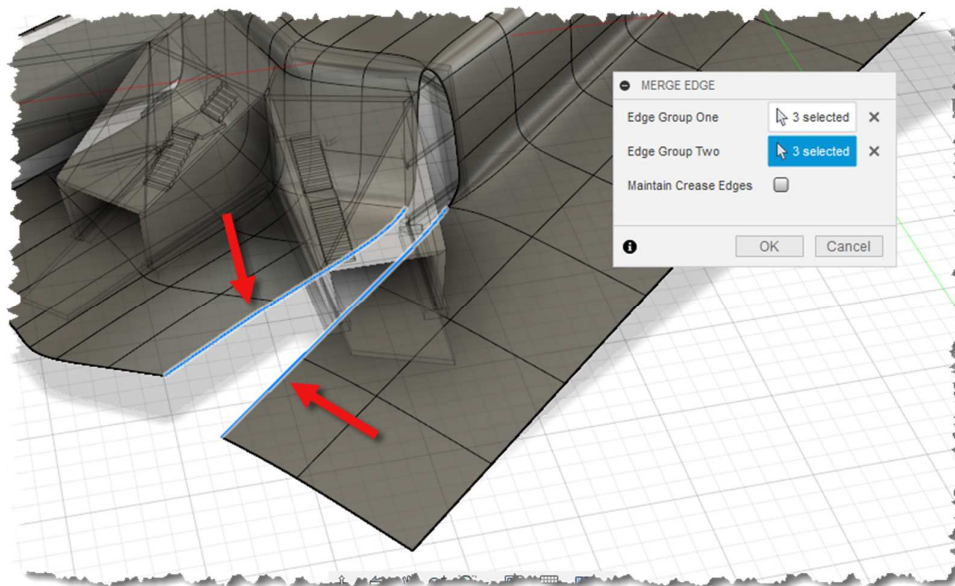 MERGE EDGE
Edge Group One 3 selected
Edge Group Two 3 selected
Maintain Crease Edges
OK Cancel